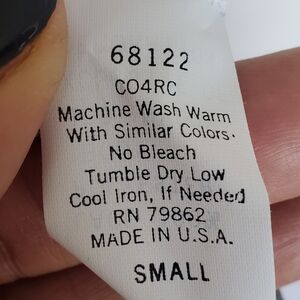 68122
CO4RC
Machine Wash Warm
With Similar Colors.
No Bleach
Tumble Dry Low
Cool Iron, If Needed
RN 79862
MADE IN U.S.A.
SMALL